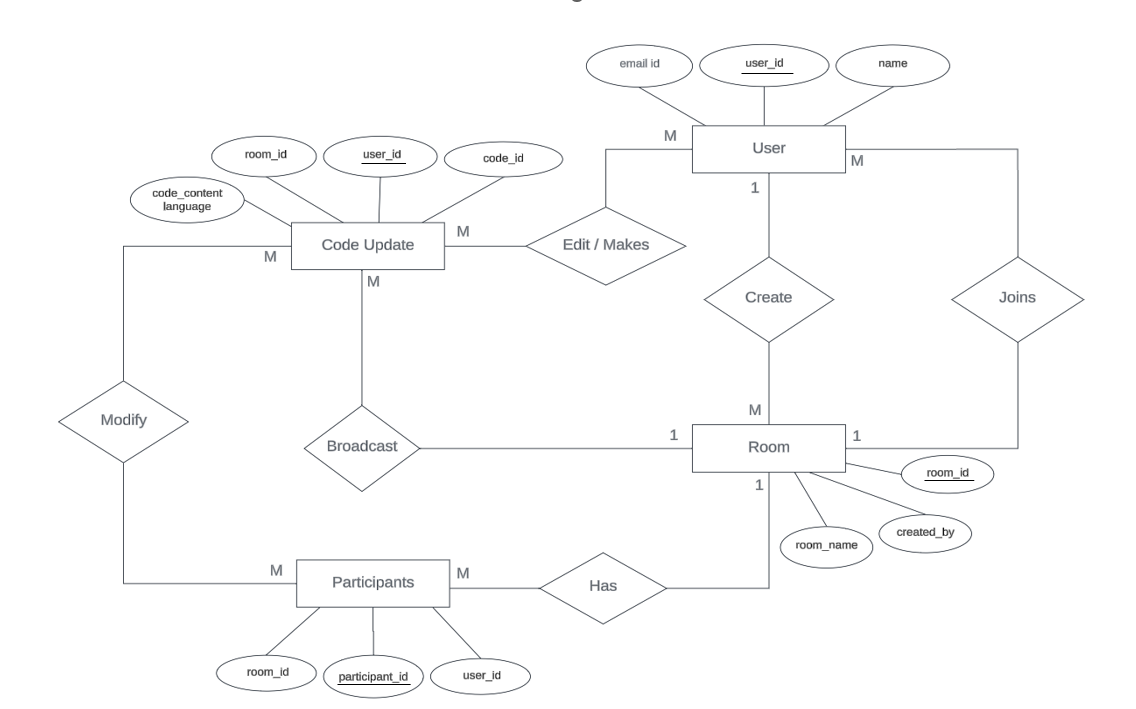 email id
user_id
name
M
User
M
room_id
user_id
code_id
1
code_content
language
Code Update
M
Edit / Makes
M
M
Create
Joins
Modify
M
Broadcast
1
Room
1
room_id
1
created_by
room_name
M
Participants
M
Has
room_id
participant_id
user_id